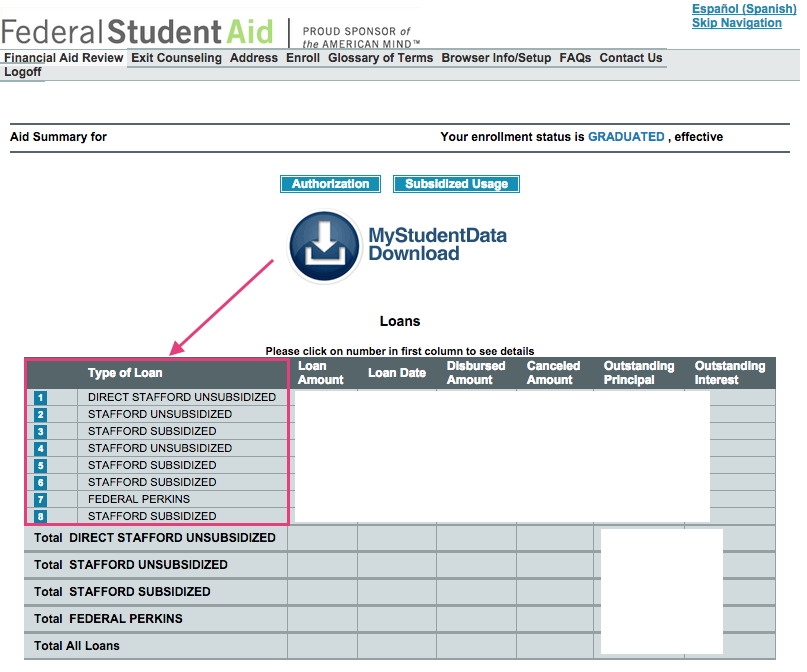 Español (Spanish)
Skip Navigation
FederalStudentAid
PROUD SPONSOR of
the AMERICAN MIND™
Financial Aid Review Exit Counseling Address Enroll Glossary of Terms Browser Info/Setup FAQs Contact Us
Logoff
Aid Summary for Your enrollment status is GRADUATED , effective
Authorization Subsidized Usage
MyStudentData
Download
Loans
Please click on number in first column to see details
Type of Loan Loan Amount Loan Date Disbursed Amount Canceled Amount Outstanding Principal Outstanding Interest
1 DIRECT STAFFORD UNSUBSIDIZED
2 STAFFORD UNSUBSIDIZED
3 STAFFORD SUBSIDIZED
4 STAFFORD UNSUBSIDIZED
5 STAFFORD SUBSIDIZED
6 STAFFORD SUBSIDIZED
7 FEDERAL PERKINS
8 STAFFORD SUBSIDIZED
Total DIRECT STAFFORD UNSUBSIDIZED
Total STAFFORD UNSUBSIDIZED
Total STAFFORD SUBSIDIZED
Total FEDERAL PERKINS
Total All Loans